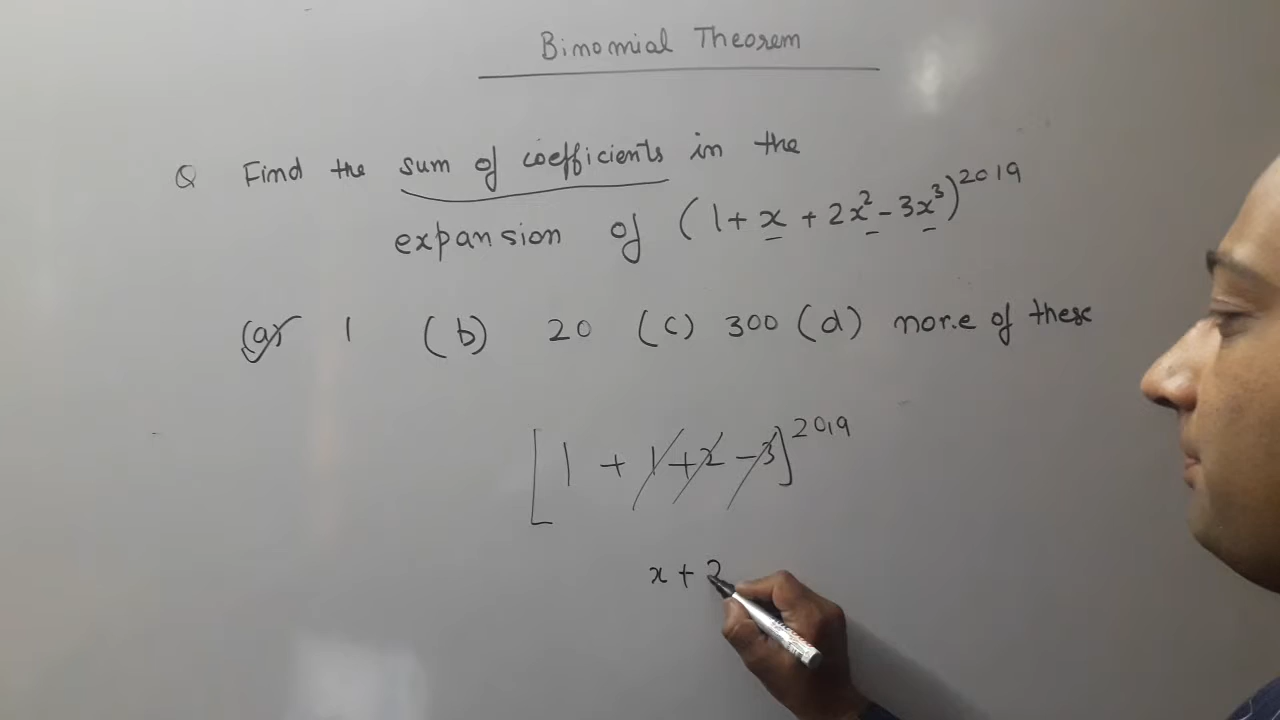 Binomial Theorem
Q Find the sum of coefficients in the
expansion of (1 + x + 2x² - 3x³)²⁰¹⁹
(a) 1 (b) 20 (c) 300 (d) none of these
[1 + 1 + 2 - 3]²⁰¹⁹
x + 2